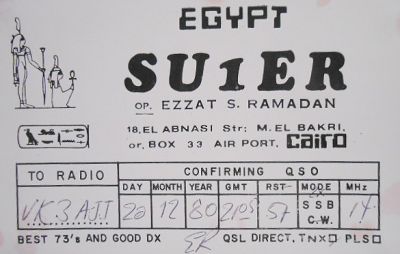 EGYPT
SU1ER
OP. EZZAT S. RAMADAN
18, EL ABNASI Str: M. EL BAKRI,
or, BOX 33 AIR PORT, CaïRO
TO RADIO CONFIRMING QSO
DAY MONTH YEAR GMT RST MODE MHz
VK3AJJ 20 12 80 2105 57 SSB 14
C.W.
BEST 73's AND GOOD DX QSL DIRECT, TNX PLS